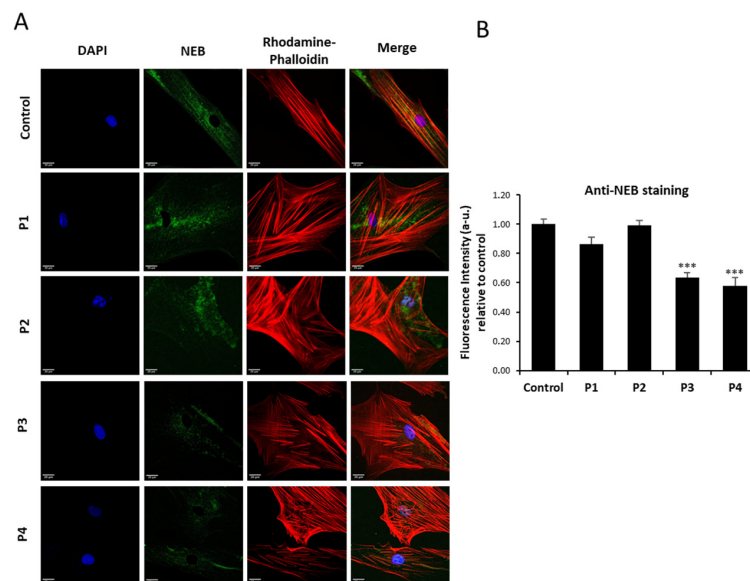 A
DAPI
NEB
Rhodamine-
Phalloidin
Merge
Control
P1
P2
P3
P4
B
Anti-NEB staining
Fluorescence Intensity (a-u.)
relative to control
1.20
1.00
0.80
0.60
0.40
0.20
0.00
***
***
Control
P1
P2
P3
P4